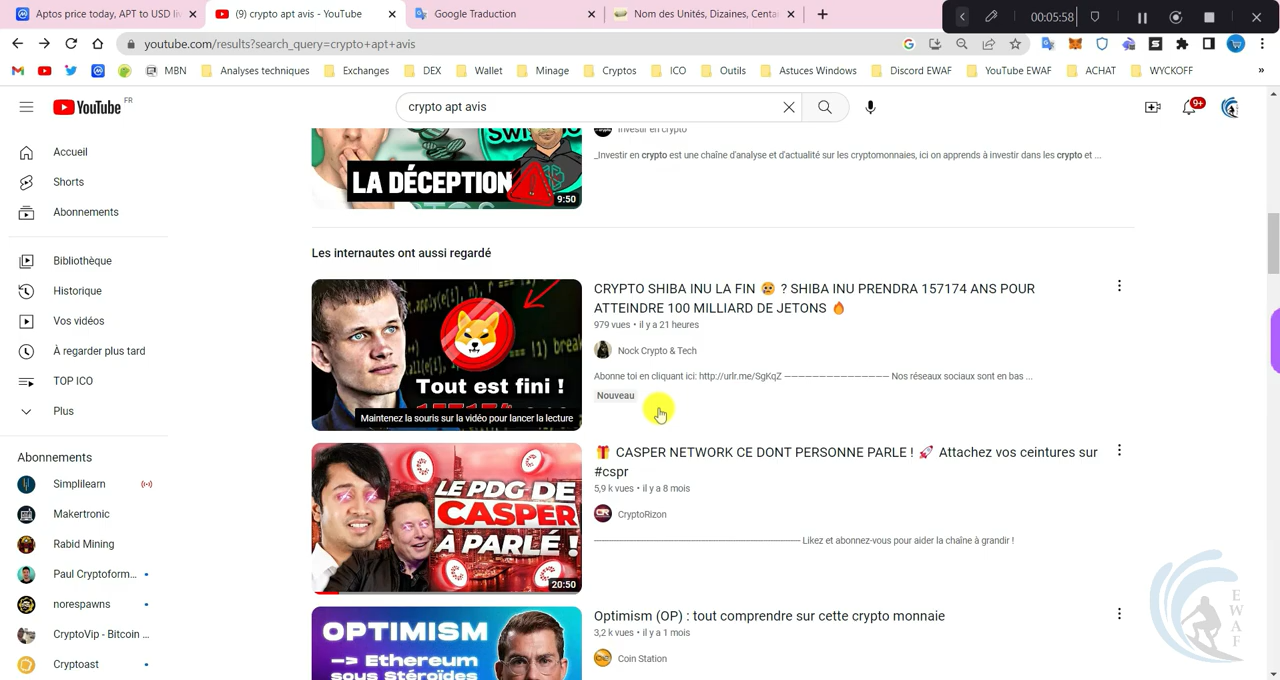 Aptos price today, APT to USD li
(9) crypto apt avis - YouTube
Google Traduction
Nom des Unités, Dizaines, Centa
00:05:58
youtube.com/results?search_query=crypto+apt+avis
MBN
Analyses techniques
Exchanges
DEX
Wallet
Minage
Cryptos
ICO
Outils
Astuces Windows
Discord EWAF
YouTube EWAF
ACHAT
WYCKOFF
»
YouTube FR
crypto apt avis
9+
Accueil
Shorts
Abonnements
Bibliothèque
Historique
Vos vidéos
À regarder plus tard
TOP ICO
Plus
Abonnements
Simplilearn
Makertronic
Rabid Mining
Paul Cryptoform...
norespawns
CryptoVip - Bitcoin ...
Cryptoast
LA DÉCEPTION
9:50
Investir en crypto
_Investir en crypto est une chaîne d'analyse et d'actualité sur les cryptomonnaies, ici on apprends à investir dans les crypto et ...
Les internautes ont aussi regardé
Tout est fini !
Maintenez la souris sur la vidéo pour lancer la lecture
CRYPTO SHIBA INU LA FIN 😢 ? SHIBA INU PRENDRA 157174 ANS POUR
ATTEINDRE 100 MILLIARD DE JETONS 🔥
979 vues • il y a 21 heures
Nock Crypto & Tech
Abonne toi en cliquant ici: http://urlr.me/SgKqZ ——————————————— Nos réseaux sociaux sont en bas ...
Nouveau
LE PDG DE
CASPER
À PARLÉ !
20:50
🎁 CASPER NETWORK CE DONT PERSONNE PARLE ! 🚀 Attachez vos ceintures sur
#cspr
5,9 k vues • il y a 8 mois
CryptoRizon
——————————————————————————— Likez et abonnez-vous pour aider la chaîne à grandir !
OPTIMISM
–> Ethereum
sous Stéroïdes
Optimism (OP) : tout comprendre sur cette crypto monnaie
3,2 k vues • il y a 1 mois
Coin Station
E
W
A
F